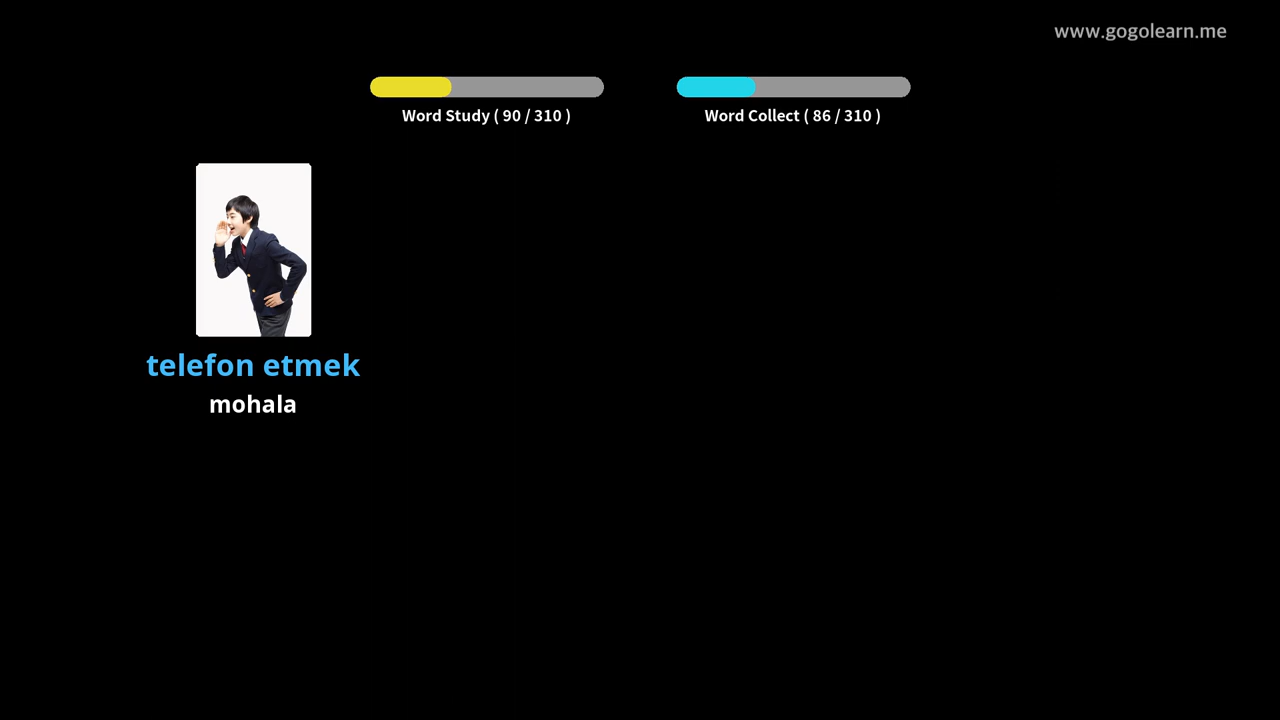 www.gogolearn.me
Word Study ( 90 / 310 )
Word Collect ( 86 / 310 )
telefon etmek
mohala